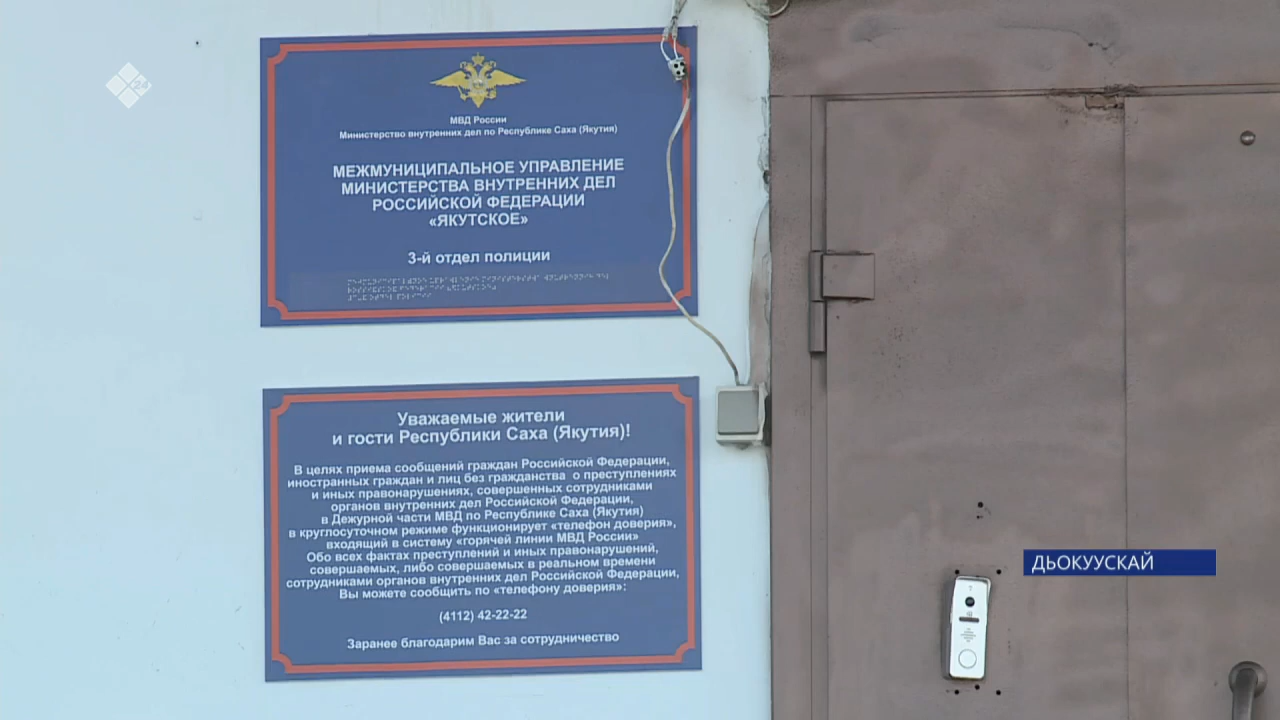 24
МВД России
Министерство внутренних дел по Республике Саха (Якутия)
МЕЖМУНИЦИПАЛЬНОЕ УПРАВЛЕНИЕ
МИНИСТЕРСТВА ВНУТРЕННИХ ДЕЛ
РОССИЙСКОЙ ФЕДЕРАЦИИ
«ЯКУТСКОЕ»
3-й отдел полиции
Уважаемые жители
и гости Республики Саха (Якутия)!
В целях приема сообщений граждан Российской Федерации,
иностранных граждан и лиц без гражданства о преступлениях
и иных правонарушениях, совершенных сотрудниками
органов внутренних дел Российской Федерации,
в Дежурной части МВД по Республике Саха (Якутия)
в круглосуточном режиме функционирует «телефон доверия»,
входящий в систему «горячей линии МВД России»
Обо всех фактах преступлений и иных правонарушений,
совершаемых, либо совершаемых в реальном времени
сотрудниками органов внутренних дел Российской Федерации,
Вы можете сообщить по «телефону доверия»:
(4112) 42-22-22
Заранее благодарим Вас за сотрудничество
ДЬОКУУСКАЙ